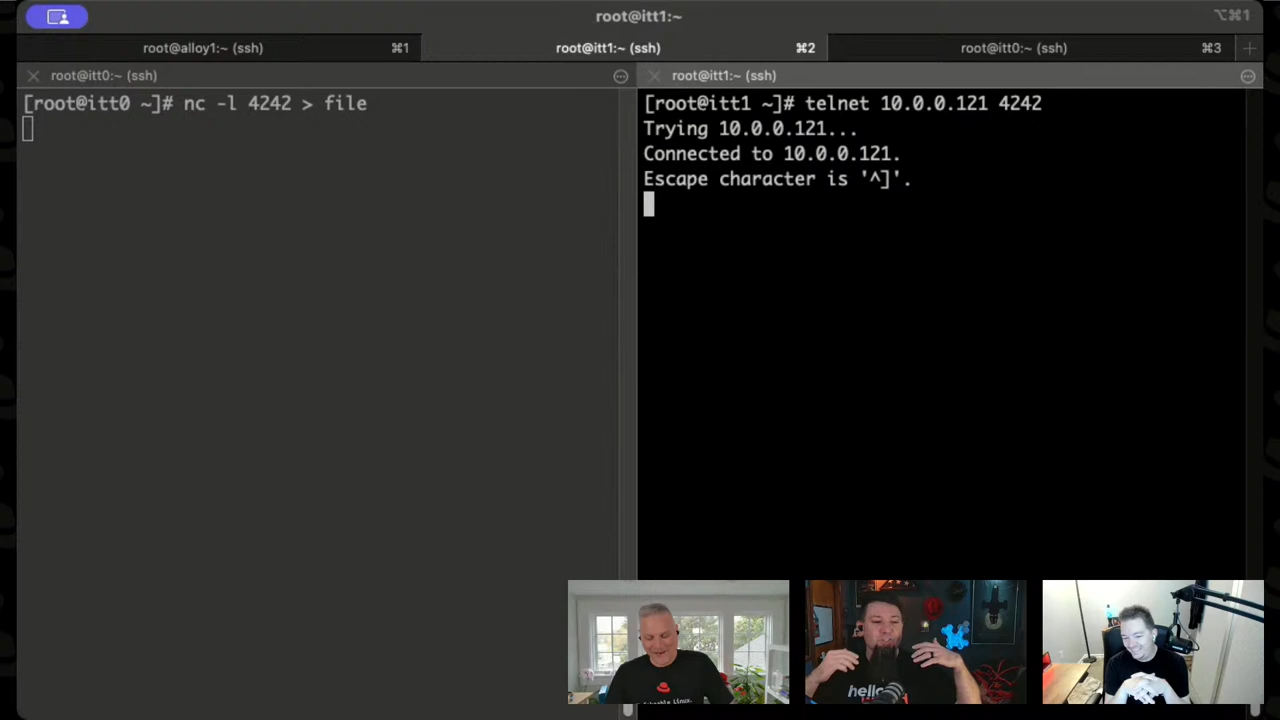 root@itt1:~
⌥⌘1
root@alloy1:~ (ssh) ⌘1
root@itt1:~ (ssh) ⌘2
root@itt0:~ (ssh) ⌘3
root@itt0:~ (ssh)
[root@itt0 ~]# nc -l 4242 > file
root@itt1:~ (ssh)
[root@itt1 ~]# telnet 10.0.0.121 4242
Trying 10.0.0.121...
Connected to 10.0.0.121.
Escape character is '^]'.
hello
Linux.